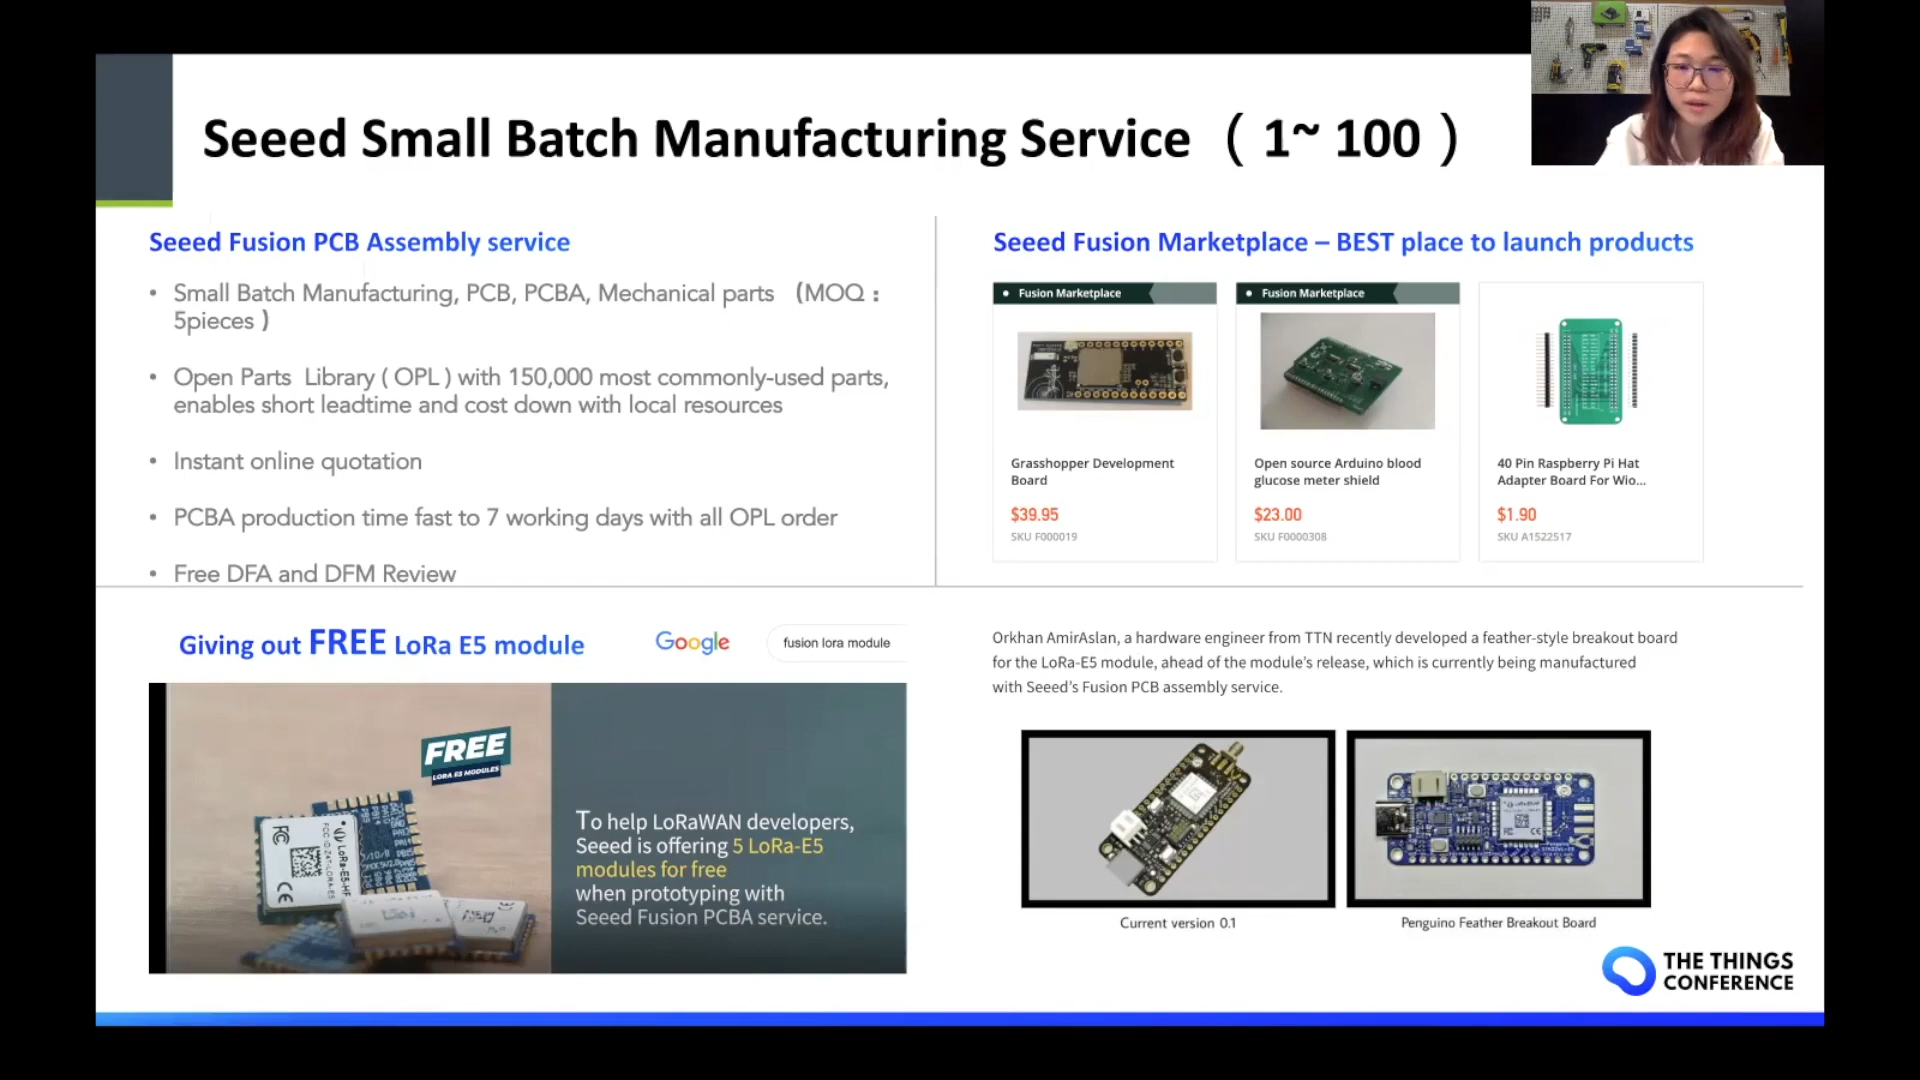 Seeed Small Batch Manufacturing Service ( 1~ 100 )
Seeed Fusion PCB Assembly service
• Small Batch Manufacturing, PCB, PCBA, Mechanical parts (MOQ :
5pieces )
• Open Parts Library ( OPL ) with 150,000 most commonly-used parts,
enables short leadtime and cost down with local resources
• Instant online quotation
• PCBA production time fast to 7 working days with all OPL order
• Free DFA and DFM Review
Seeed Fusion Marketplace – BEST place to launch products
Fusion Marketplace
Grasshopper Development
Board
$39.95
SKU F000019
Fusion Marketplace
Open source Arduino blood
glucose meter shield
$23.00
SKU F0000308
40 Pin Raspberry Pi Hat
Adapter Board For Wio...
$1.90
SKU A1522517
Giving out FREE LoRa E5 module
Google
fusion lora module
FREE
LORA E5 MODULES
FC
LoRa-E5-HF
CE
To help LoRaWAN developers,
Seeed is offering 5 LoRa-E5
modules for free
when prototyping with
Seeed Fusion PCBA service.
Orkhan AmirAslan, a hardware engineer from TTN recently developed a feather-style breakout board
for the LoRa-E5 module, ahead of the module's release, which is currently being manufactured
with Seeed's Fusion PCB assembly service.
Current version 0.1
Penguino Feather Breakout Board
THE THINGS
CONFERENCE